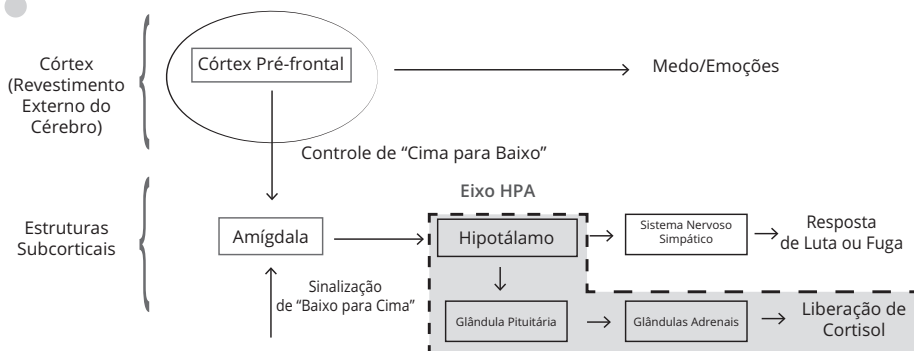 Córtex
(Revestimento
Externo do
Cérebro)
Córtex Pré-frontal
Medo/Emoções
Controle de “Cima para Baixo”
Eixo HPA
Estruturas
Subcorticais
Amígdala
Hipotálamo
Sistema Nervoso
Simpático
Resposta
de Luta ou Fuga
Sinalização
de “Baixo para Cima”
Glândula Pituitária
Glândulas Adrenais
Liberação de
Cortisol